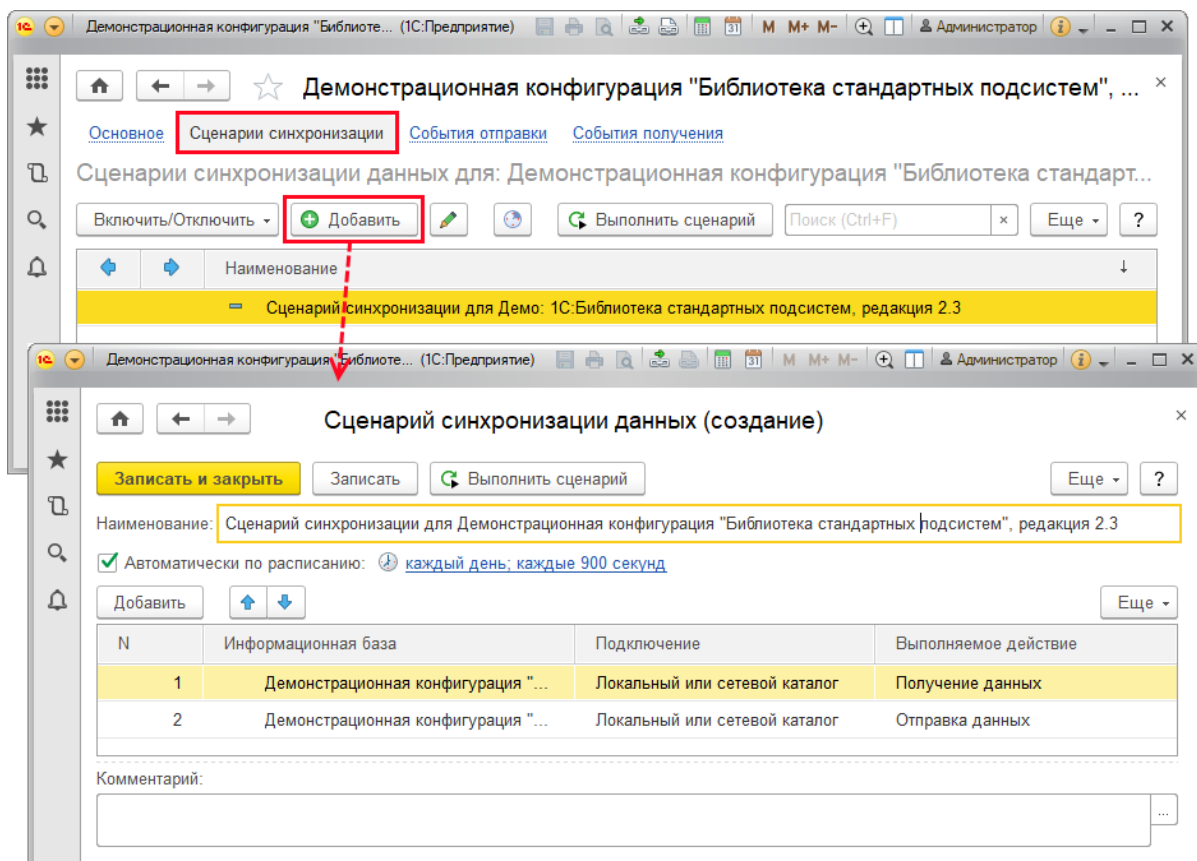 Демонстрационная конфигурация "Библиоте... (1С:Предприятие) M M+ M- Администратор
Демонстрационная конфигурация "Библиотека стандартных подсистем", ...
Основное Сценарии синхронизации События отправки События получения
Сценарии синхронизации данных для: Демонстрационная конфигурация "Библиотека стандарт...
Включить/Отключить Добавить Выполнить сценарий Поиск (Ctrl+F) × Еще ?
Наименование ↓
Сценарий синхронизации для Демо: 1С:Библиотека стандартных подсистем, редакция 2.3
Демонстрационная конфигурация "Библиоте... (1С:Предприятие) M M+ M- Администратор
Сценарий синхронизации данных (создание)
Записать и закрыть Записать Выполнить сценарий Еще ?
Наименование: Сценарий синхронизации для Демонстрационная конфигурация "Библиотека стандартных подсистем", редакция 2.3
Автоматически по расписанию: каждый день; каждые 900 секунд
Добавить Еще
N Информационная база Подключение Выполняемое действие
1 Демонстрационная конфигурация "... Локальный или сетевой каталог Получение данных
2 Демонстрационная конфигурация "... Локальный или сетевой каталог Отправка данных
Комментарий:
...